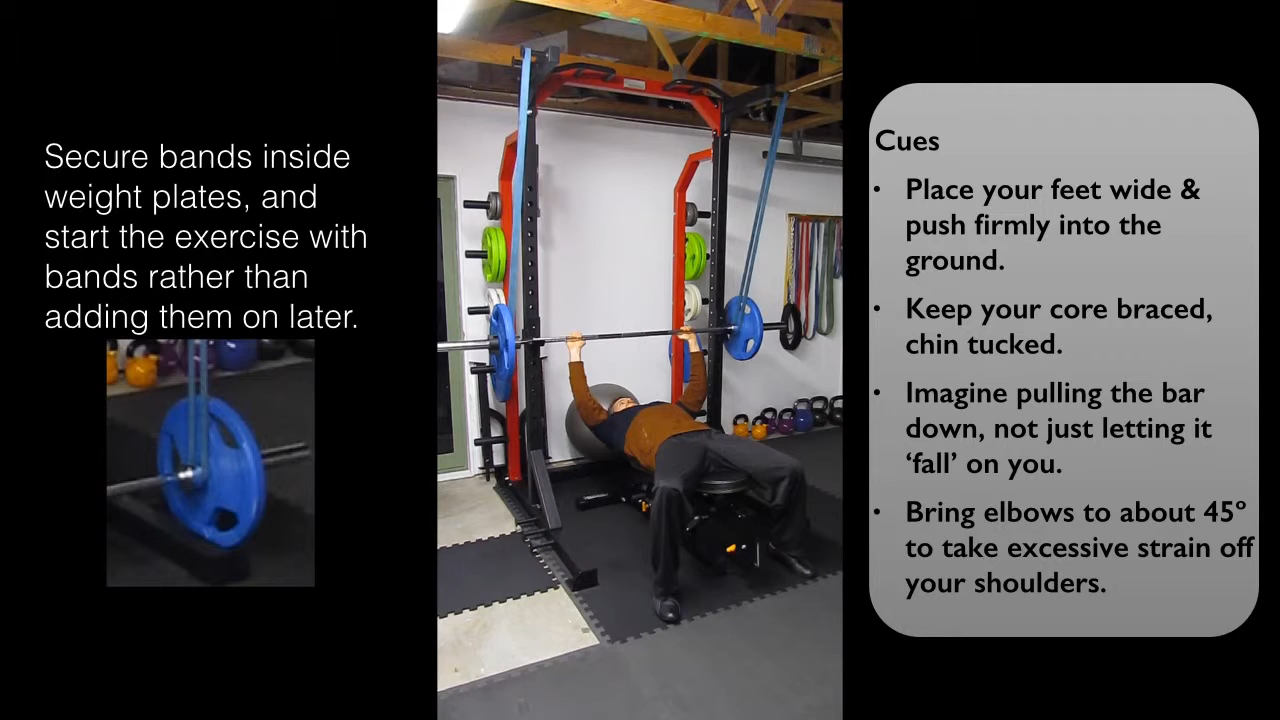 Secure bands inside
weight plates, and
start the exercise with
bands rather than
adding them on later.
Cues
• Place your feet wide &
push firmly into the
ground.
• Keep your core braced,
chin tucked.
• Imagine pulling the bar
down, not just letting it
‘fall’ on you.
• Bring elbows to about 45º
to take excessive strain off
your shoulders.